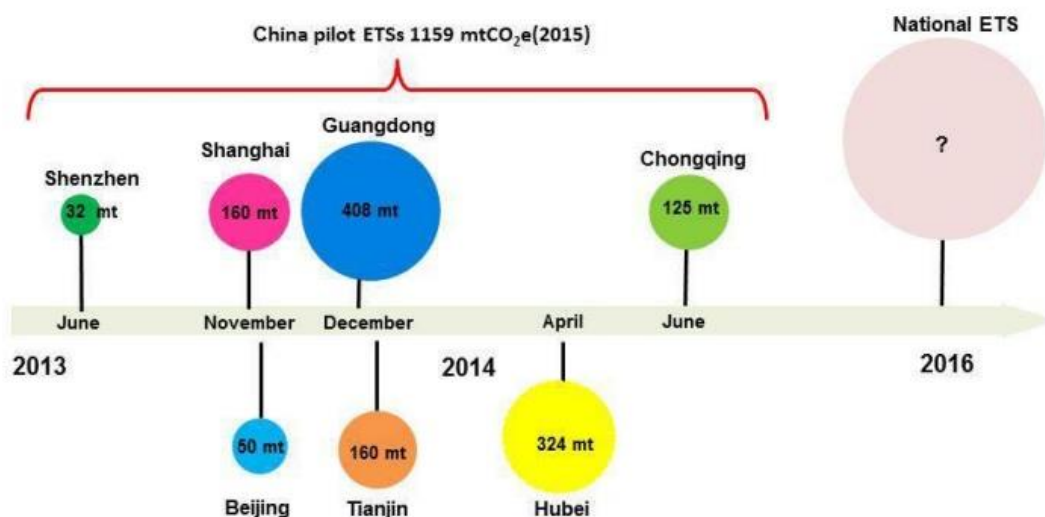 National ETS
China pilot ETSs 1159 mtCO₂e(2015)
Guangdong
Shanghai
Chongqing
Shenzhen
?
32 mt
160 mt
408 mt
125 mt
June
November
December
April
June
2013
2014
2016
50 mt
160 mt
324 mt
Beijing
Tianjin
Hubei